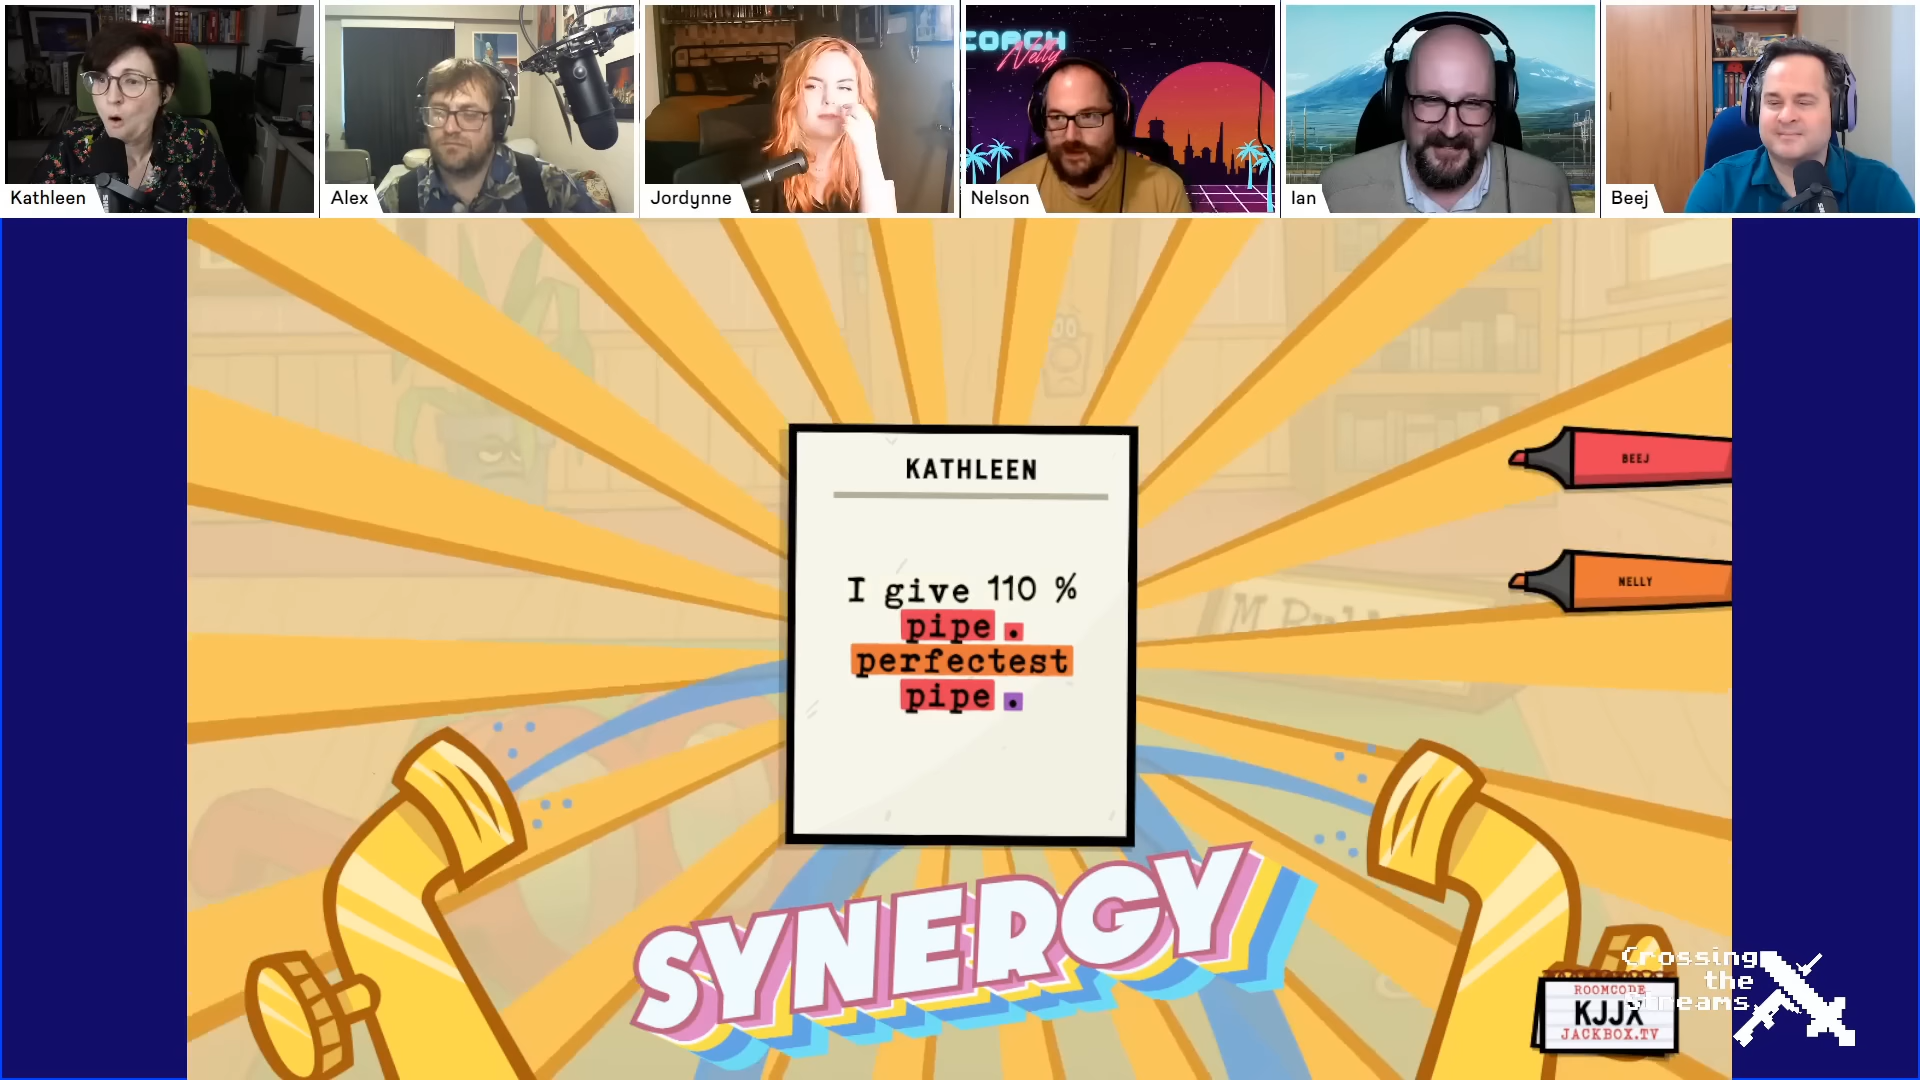 COACH
Nelly
Kathleen
Alex
Jordynne
Nelson
Ian
Beej
KATHLEEN
I give 110 %
pipe .
perfectest
pipe .
BEEJ
NELLY
SYNERGY
Crossing
the
Streams
ROOMCODE
KJJX
JACKBOX.TV